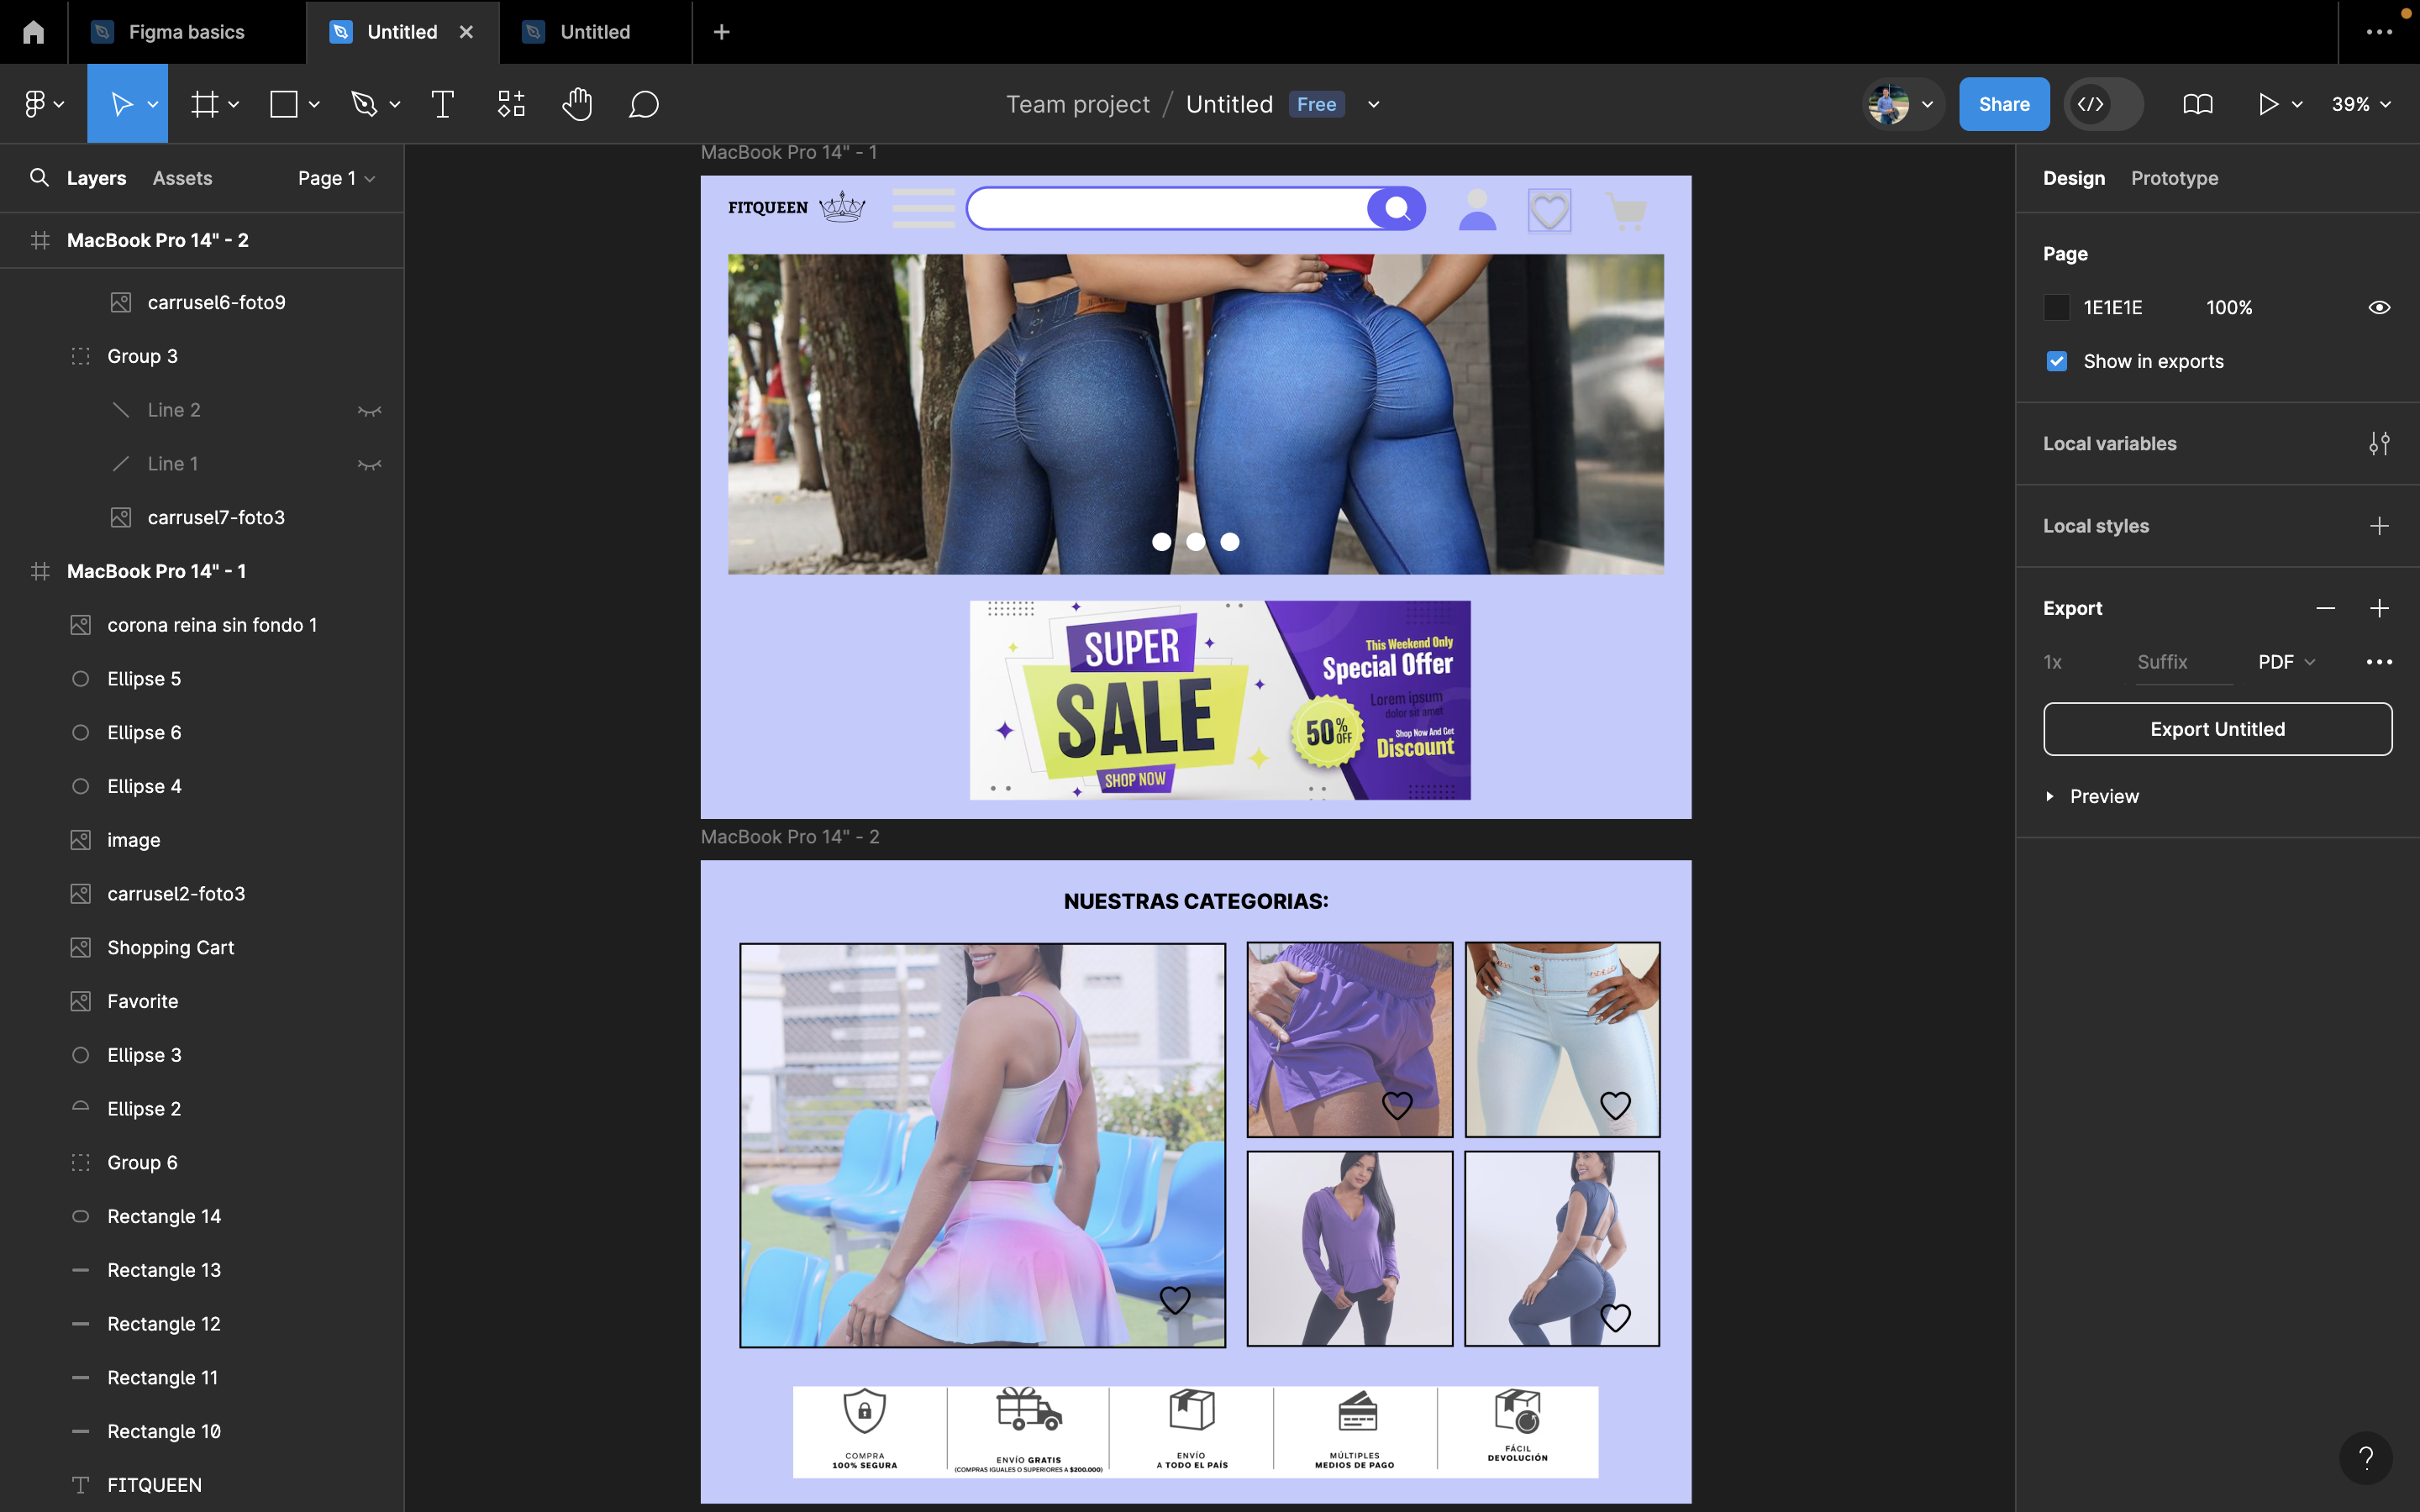 Figma basics
Untitled
Untitled
Team project / Untitled Free
Share
39%
Layers Assets Page 1
MacBook Pro 14" - 2
carrusel6-foto9
Group 3
Line 2
Line 1
carrusel7-foto3
MacBook Pro 14" - 1
corona reina sin fondo 1
Ellipse 5
Ellipse 6
Ellipse 4
image
carrusel2-foto3
Shopping Cart
Favorite
Ellipse 3
Ellipse 2
Group 6
Rectangle 14
Rectangle 13
Rectangle 12
Rectangle 11
Rectangle 10
FITQUEEN
MacBook Pro 14" - 1
FITQUEEN
SUPER
SALE
SHOP NOW
This Weekend Only
Special Offer
Lorem ipsum
dolor sit amet
50% OFF
Shop Now And Get
Discount
MacBook Pro 14" - 2
NUESTRAS CATEGORIAS:
COMPRA
100% SEGURA
ENVÍO GRATIS
(COMPRAS IGUALES O SUPERIORES A $200.000)
ENVÍO
A TODO EL PAÍS
MÚLTIPLES
MEDIOS DE PAGO
FÁCIL
DEVOLUCIÓN
Design Prototype
Page
1E1E1E 100%
Show in exports
Local variables
Local styles
Export
1x Suffix PDF
Export Untitled
Preview
?